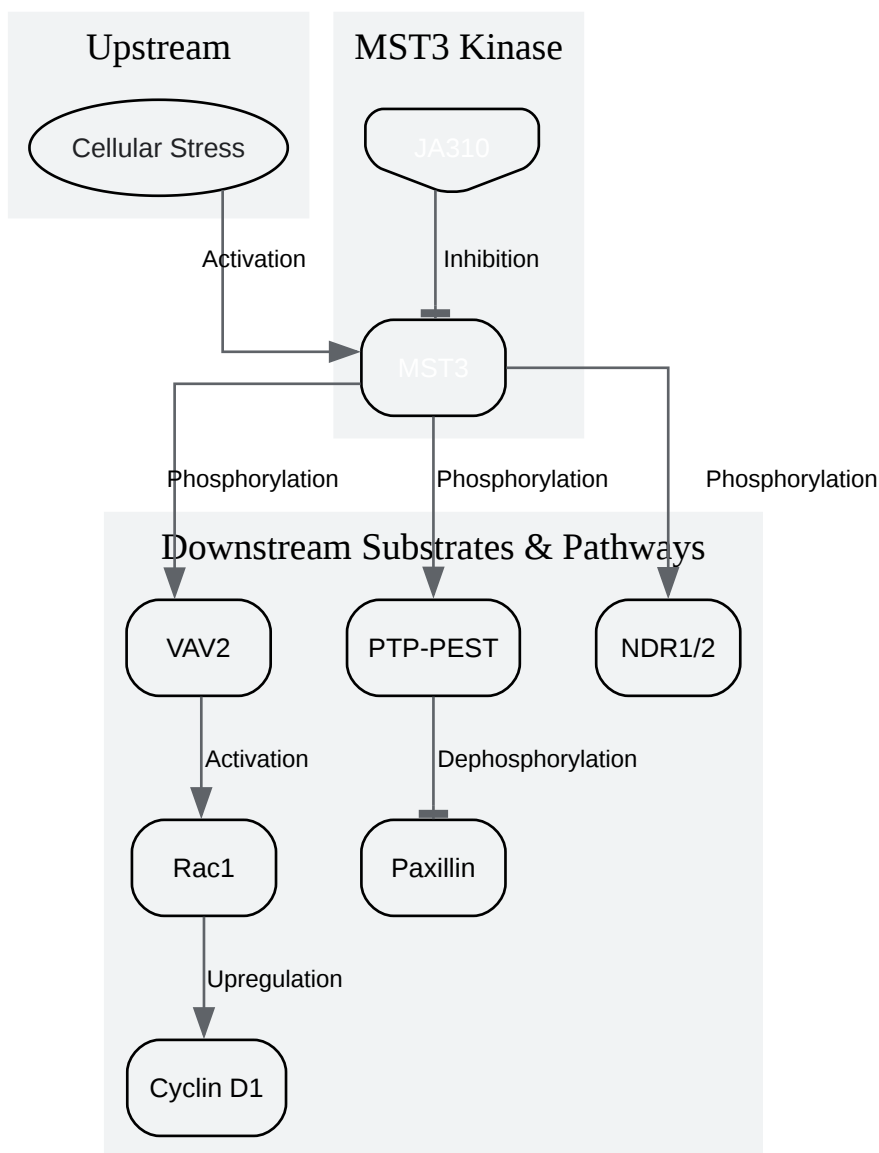 Upstream
MST3 Kinase
Cellular Stress
JA310
Activation
Inhibition
MST3
Phosphorylation
Phosphorylation
Phosphorylation
Downstream Substrates & Pathways
VAV2
PTP-PEST
NDR1/2
Activation
Dephosphorylation
Rac1
Paxillin
Upregulation
Cyclin D1